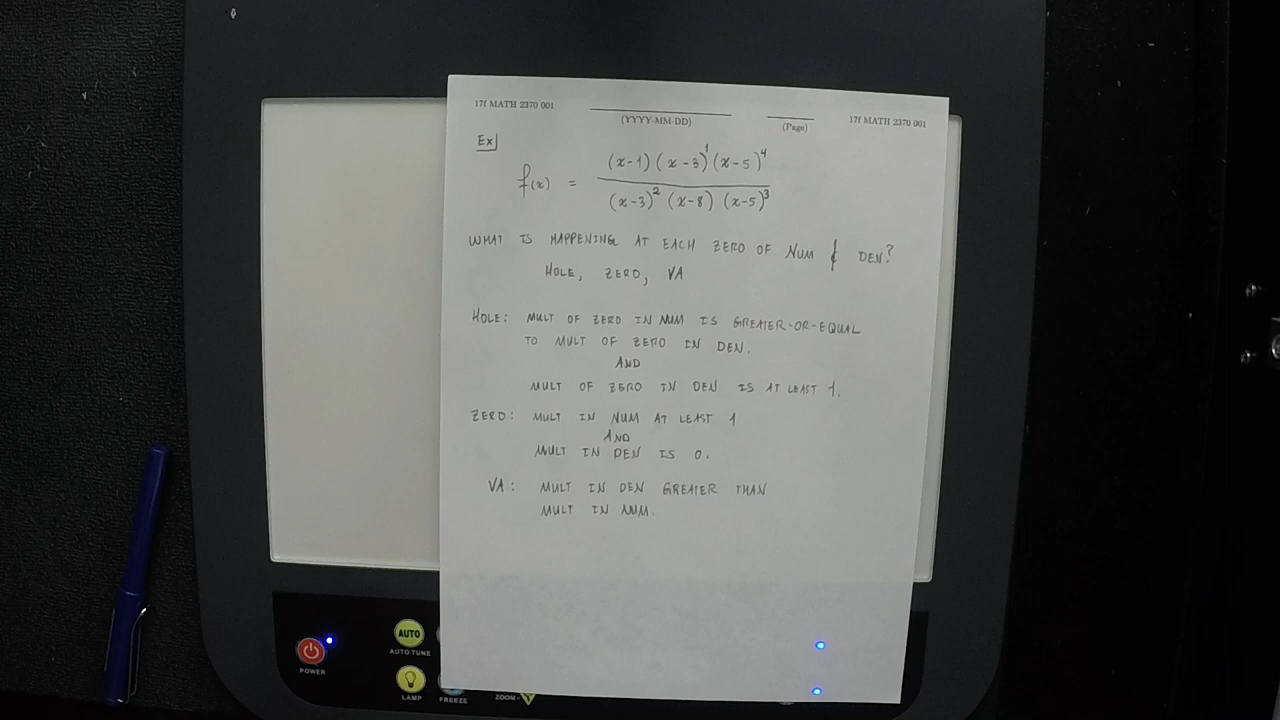 17f MATH 2370 001 (YYYY-MM-DD) (Page) 17f MATH 2370 001
Ex
f(x) = (x-1)(x-3)^1(x-5)^4 / (x-3)^2 (x-8) (x-5)^3
WHAT IS HAPPENING AT EACH ZERO OF NUM & DEN?
HOLE, ZERO, VA
HOLE: MULT OF ZERO IN NUM IS GREATER-OR-EQUAL
TO MULT OF ZERO IN DEN.
AND
MULT OF ZERO IN DEN IS AT LEAST 1.
ZERO: MULT IN NUM AT LEAST 1
AND
MULT IN DEN IS 0.
VA: MULT IN DEN GREATER THAN
MULT IN NUM.
AUTO
AUTO TUNE
POWER
LAMP FREEZE ZOOM-